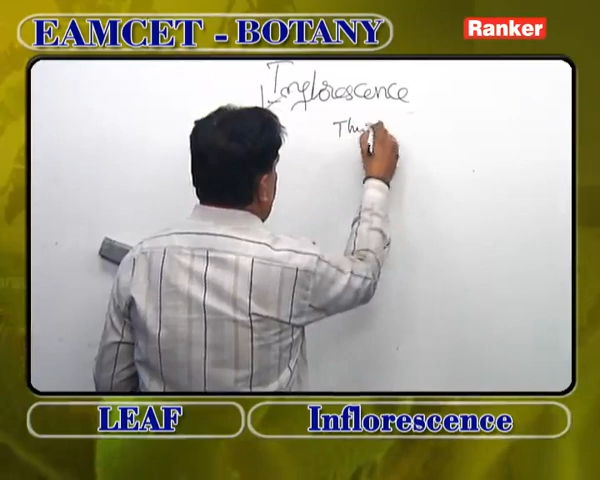 EAMCET - BOTANY
Ranker
Inflorescence
LEAF
Inflorescence